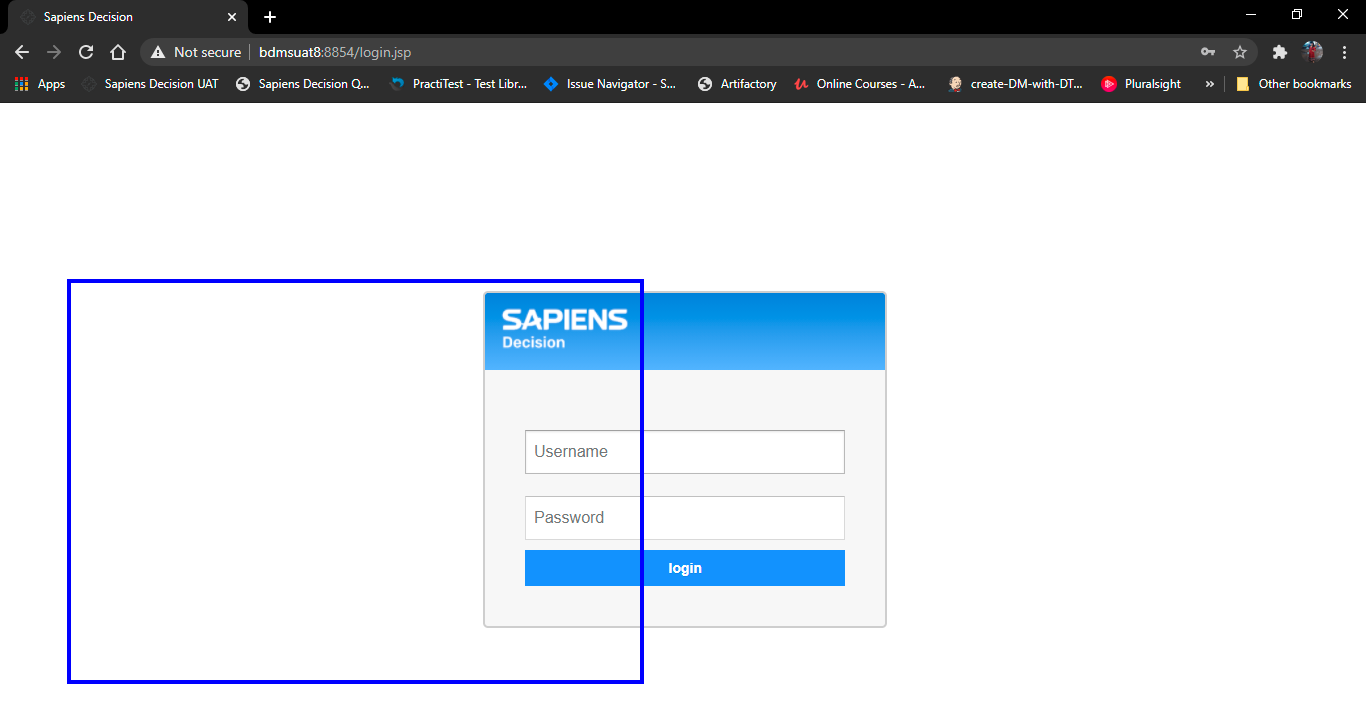 Sapiens Decision
Not secure bdmsuat8:8854/login.jsp
Apps Sapiens Decision UAT Sapiens Decision Q... PractiTest - Test Libr... Issue Navigator - S... Artifactory Online Courses - A... create-DM-with-DT... Pluralsight » Other bookmarks
SAPIENS
Decision
Username
Password
login